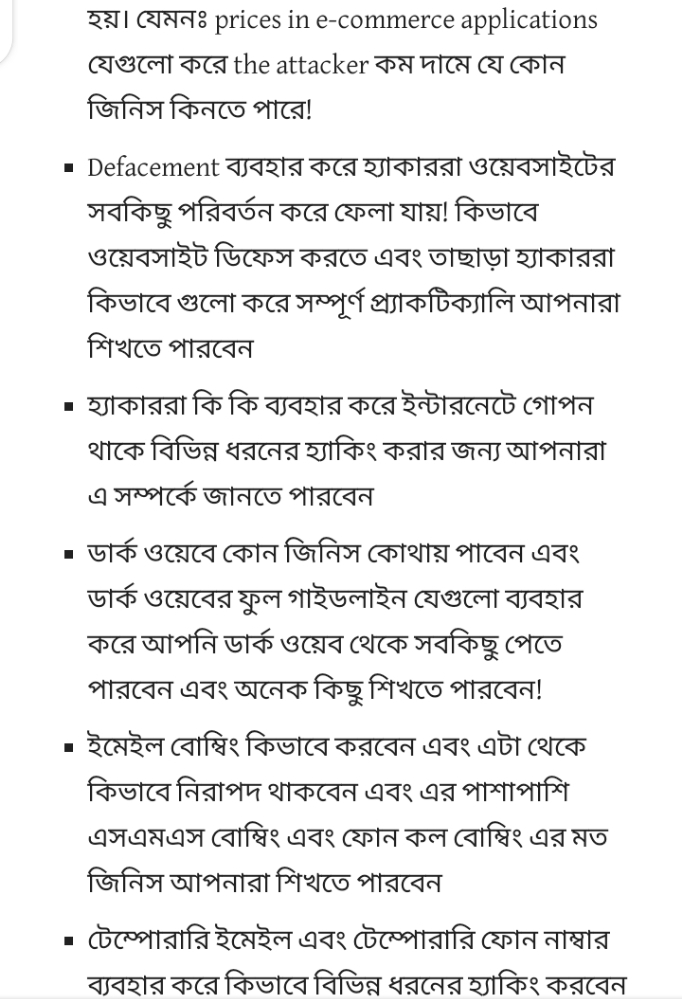 হয়। যেমনঃ prices in e-commerce applications
যেগুলো করে the attacker কম দামে যে কোন
জিনিস কিনতে পারে!
▪ Defacement ব্যবহার করে হ্যাকাররা ওয়েবসাইটের
সবকিছু পরিবর্তন করে ফেলা যায়! কিভাবে
ওয়েবসাইট ডিফেস করতে এবং তাছাড়া হ্যাকাররা
কিভাবে গুলো করে সম্পূর্ণ প্র্যাকটিক্যালি আপনারা
শিখতে পারবেন
▪ হ্যাকাররা কি কি ব্যবহার করে ইন্টারনেটে গোপন
থাকে বিভিন্ন ধরনের হ্যাকিং করার জন্য আপনারা
এ সম্পর্কে জানতে পারবেন
▪ ডার্ক ওয়েবে কোন জিনিস কোথায় পাবেন এবং
ডার্ক ওয়েবের ফুল গাইডলাইন যেগুলো ব্যবহার
করে আপনি ডার্ক ওয়েব থেকে সবকিছু পেতে
পারবেন এবং অনেক কিছু শিখতে পারবেন!
▪ ইমেইল বোম্বিং কিভাবে করবেন এবং এটা থেকে
কিভাবে নিরাপদ থাকবেন এবং এর পাশাপাশি
এসএমএস বোম্বিং এবং ফোন কল বোম্বিং এর মত
জিনিস আপনারা শিখতে পারবেন
▪ টেম্পোরারি ইমেইল এবং টেম্পোরারি ফোন নাম্বার
ব্যবহার করে কিভাবে বিভিন্ন ধরনের হ্যাকিং করবেন